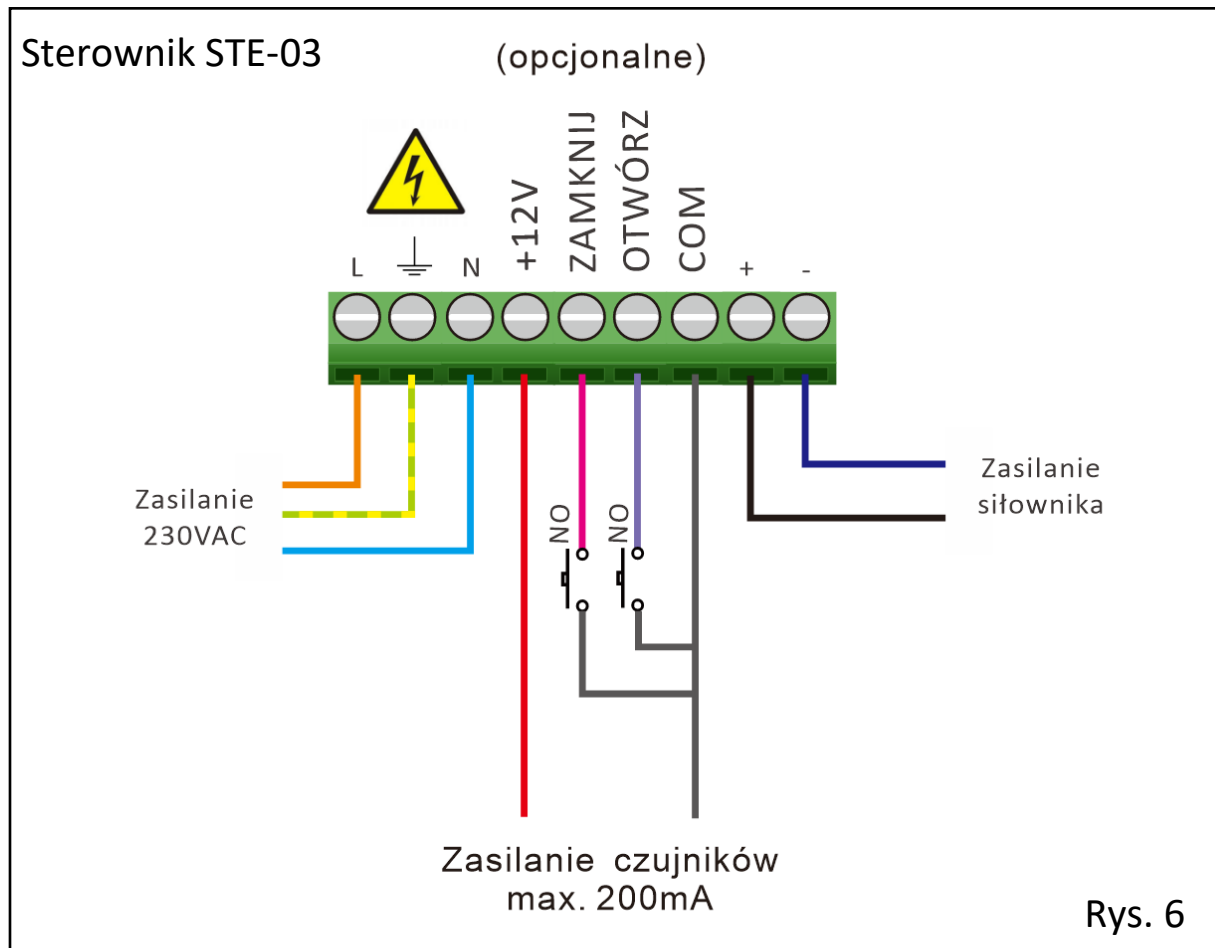 Sterownik STE-03
(opcjonalne)
L
N
+12V
ZAMKNIJ
OTWÓRZ
COM
+
-
Zasilanie
230VAC
NO
NO
Zasilanie
siłownika
Zasilanie czujników
max. 200mA
Rys. 6